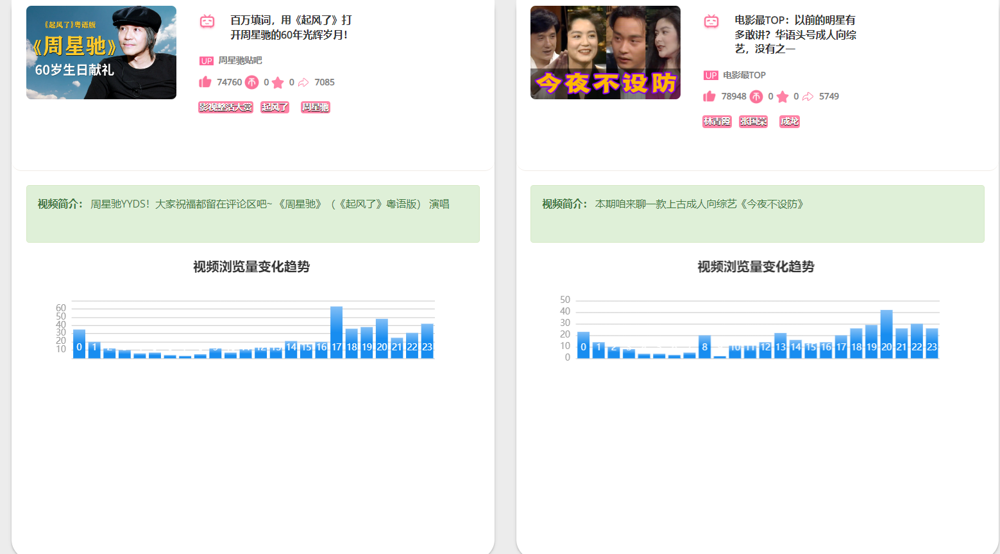 《起风了》粤语版
《周星驰》
60岁生日献礼
百万填词，用《起风了》打
开周星驰的60年光辉岁月！
UP 周星驰贴吧
74760 0 0 7085
影视整活大赏 起风了 周星驰
视频简介： 周星驰YYDS！大家祝福都留在评论区吧~ 《周星驰》（《起风了》粤语版） 演唱
视频浏览量变化趋势
60
50
40
30
20
10
0 1 2 10 11 12 13 14 15 16 17 18 19 20 21 22 23
今夜不设防
电影最TOP：以前的明星有
多敢讲？华语头号成人向综
艺，没有之一
UP 电影最TOP
78948 0 0 5749
林青霞 张国荣 成龙
视频简介： 本期咱来聊一款上古成人向综艺《今夜不设防》
视频浏览量变化趋势
50
40
30
20
10
0
0 1 2 8 10 11 12 13 14 15 16 17 18 19 20 21 22 23